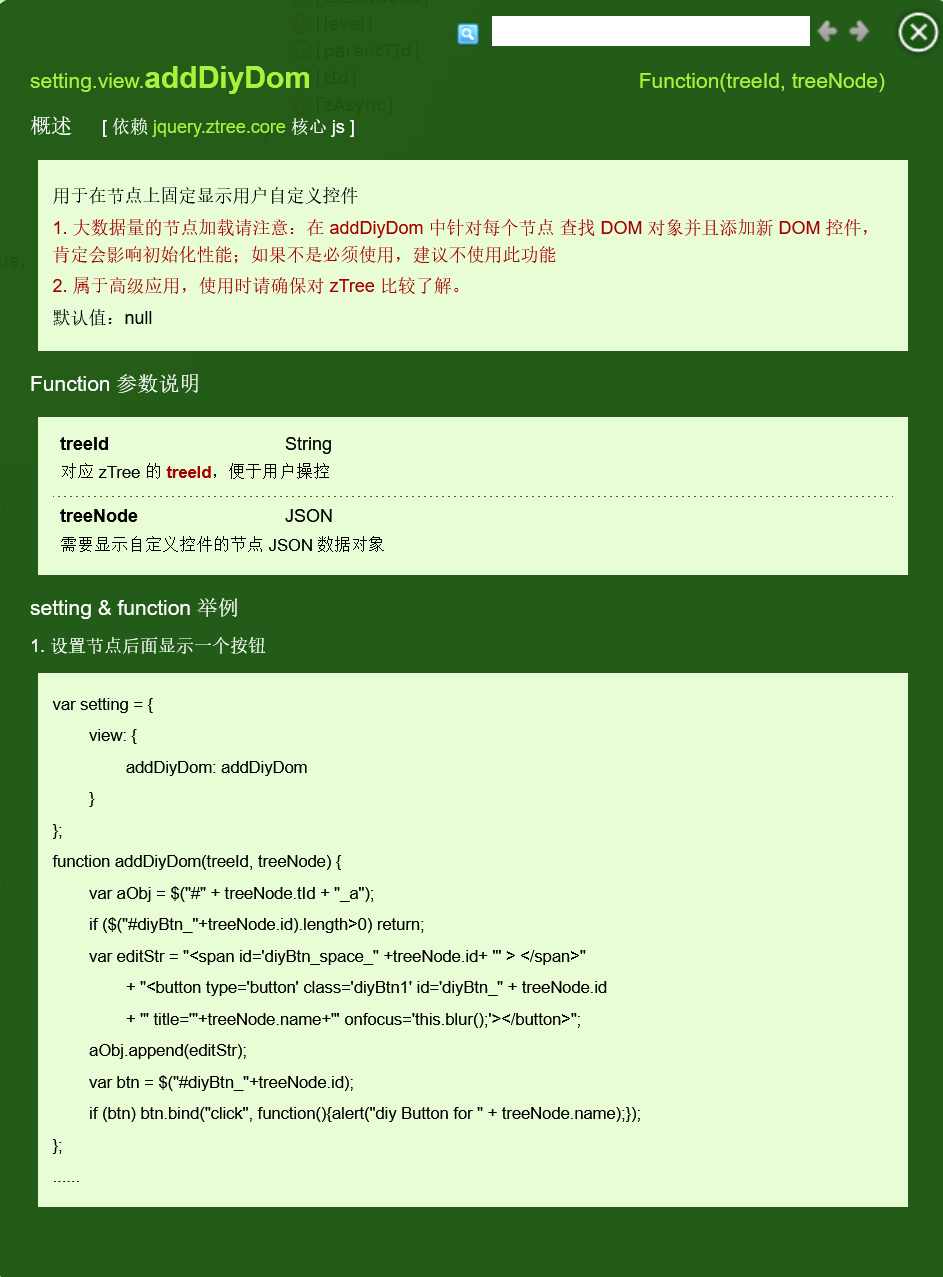 [level]
[parentTId]
[tId]
[zAsync]
setting.view.addDiyDom Function(treeId, treeNode)
概述 [ 依赖 jquery.ztree.core 核心 js ]
用于在节点上固定显示用户自定义控件
1. 大数据量的节点加载请注意：在 addDiyDom 中针对每个节点 查找 DOM 对象并且添加新 DOM 控件，
肯定会影响初始化性能；如果不是必须使用，建议不使用此功能
2. 属于高级应用，使用时请确保对 zTree 比较了解。
默认值：null
Function 参数说明
treeId String
对应 zTree 的 treeId，便于用户操控
treeNode JSON
需要显示自定义控件的节点 JSON 数据对象
setting & function 举例
1. 设置节点后面显示一个按钮
var setting = {
view: {
addDiyDom: addDiyDom
}
};
function addDiyDom(treeId, treeNode) {
var aObj = $("#" + treeNode.tId + "_a");
if ($("#diyBtn_"+treeNode.id).length>0) return;
var editStr = "<span id='diyBtn_space_" +treeNode.id+ "' > </span>"
+ "<button type='button' class='diyBtn1' id='diyBtn_" + treeNode.id
+ "' title='"+treeNode.name+"' onfocus='this.blur();'></button>";
aObj.append(editStr);
var btn = $("#diyBtn_"+treeNode.id);
if (btn) btn.bind("click", function(){alert("diy Button for " + treeNode.name);});
};
......